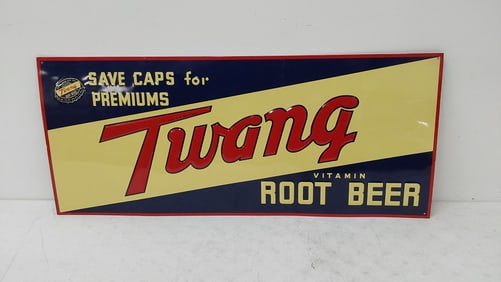 SAVE CAPS for
PREMIUMS
Twang
VITAMIN
ROOT BEER